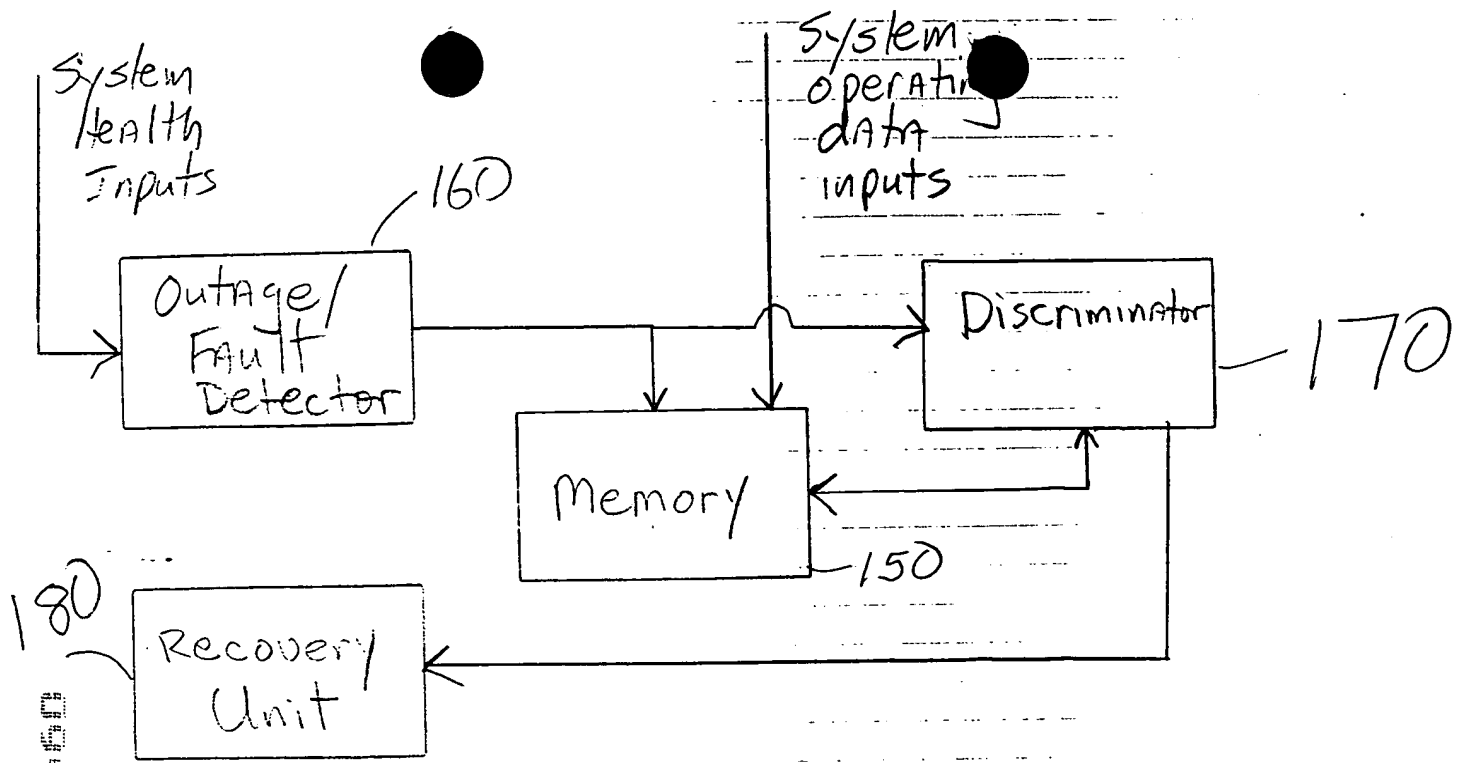 System
Health
Inputs
System
operating
data
inputs
160
Outage/
Fault
Detector
Discriminator
170
Memory
150
180
Recovery
Unit